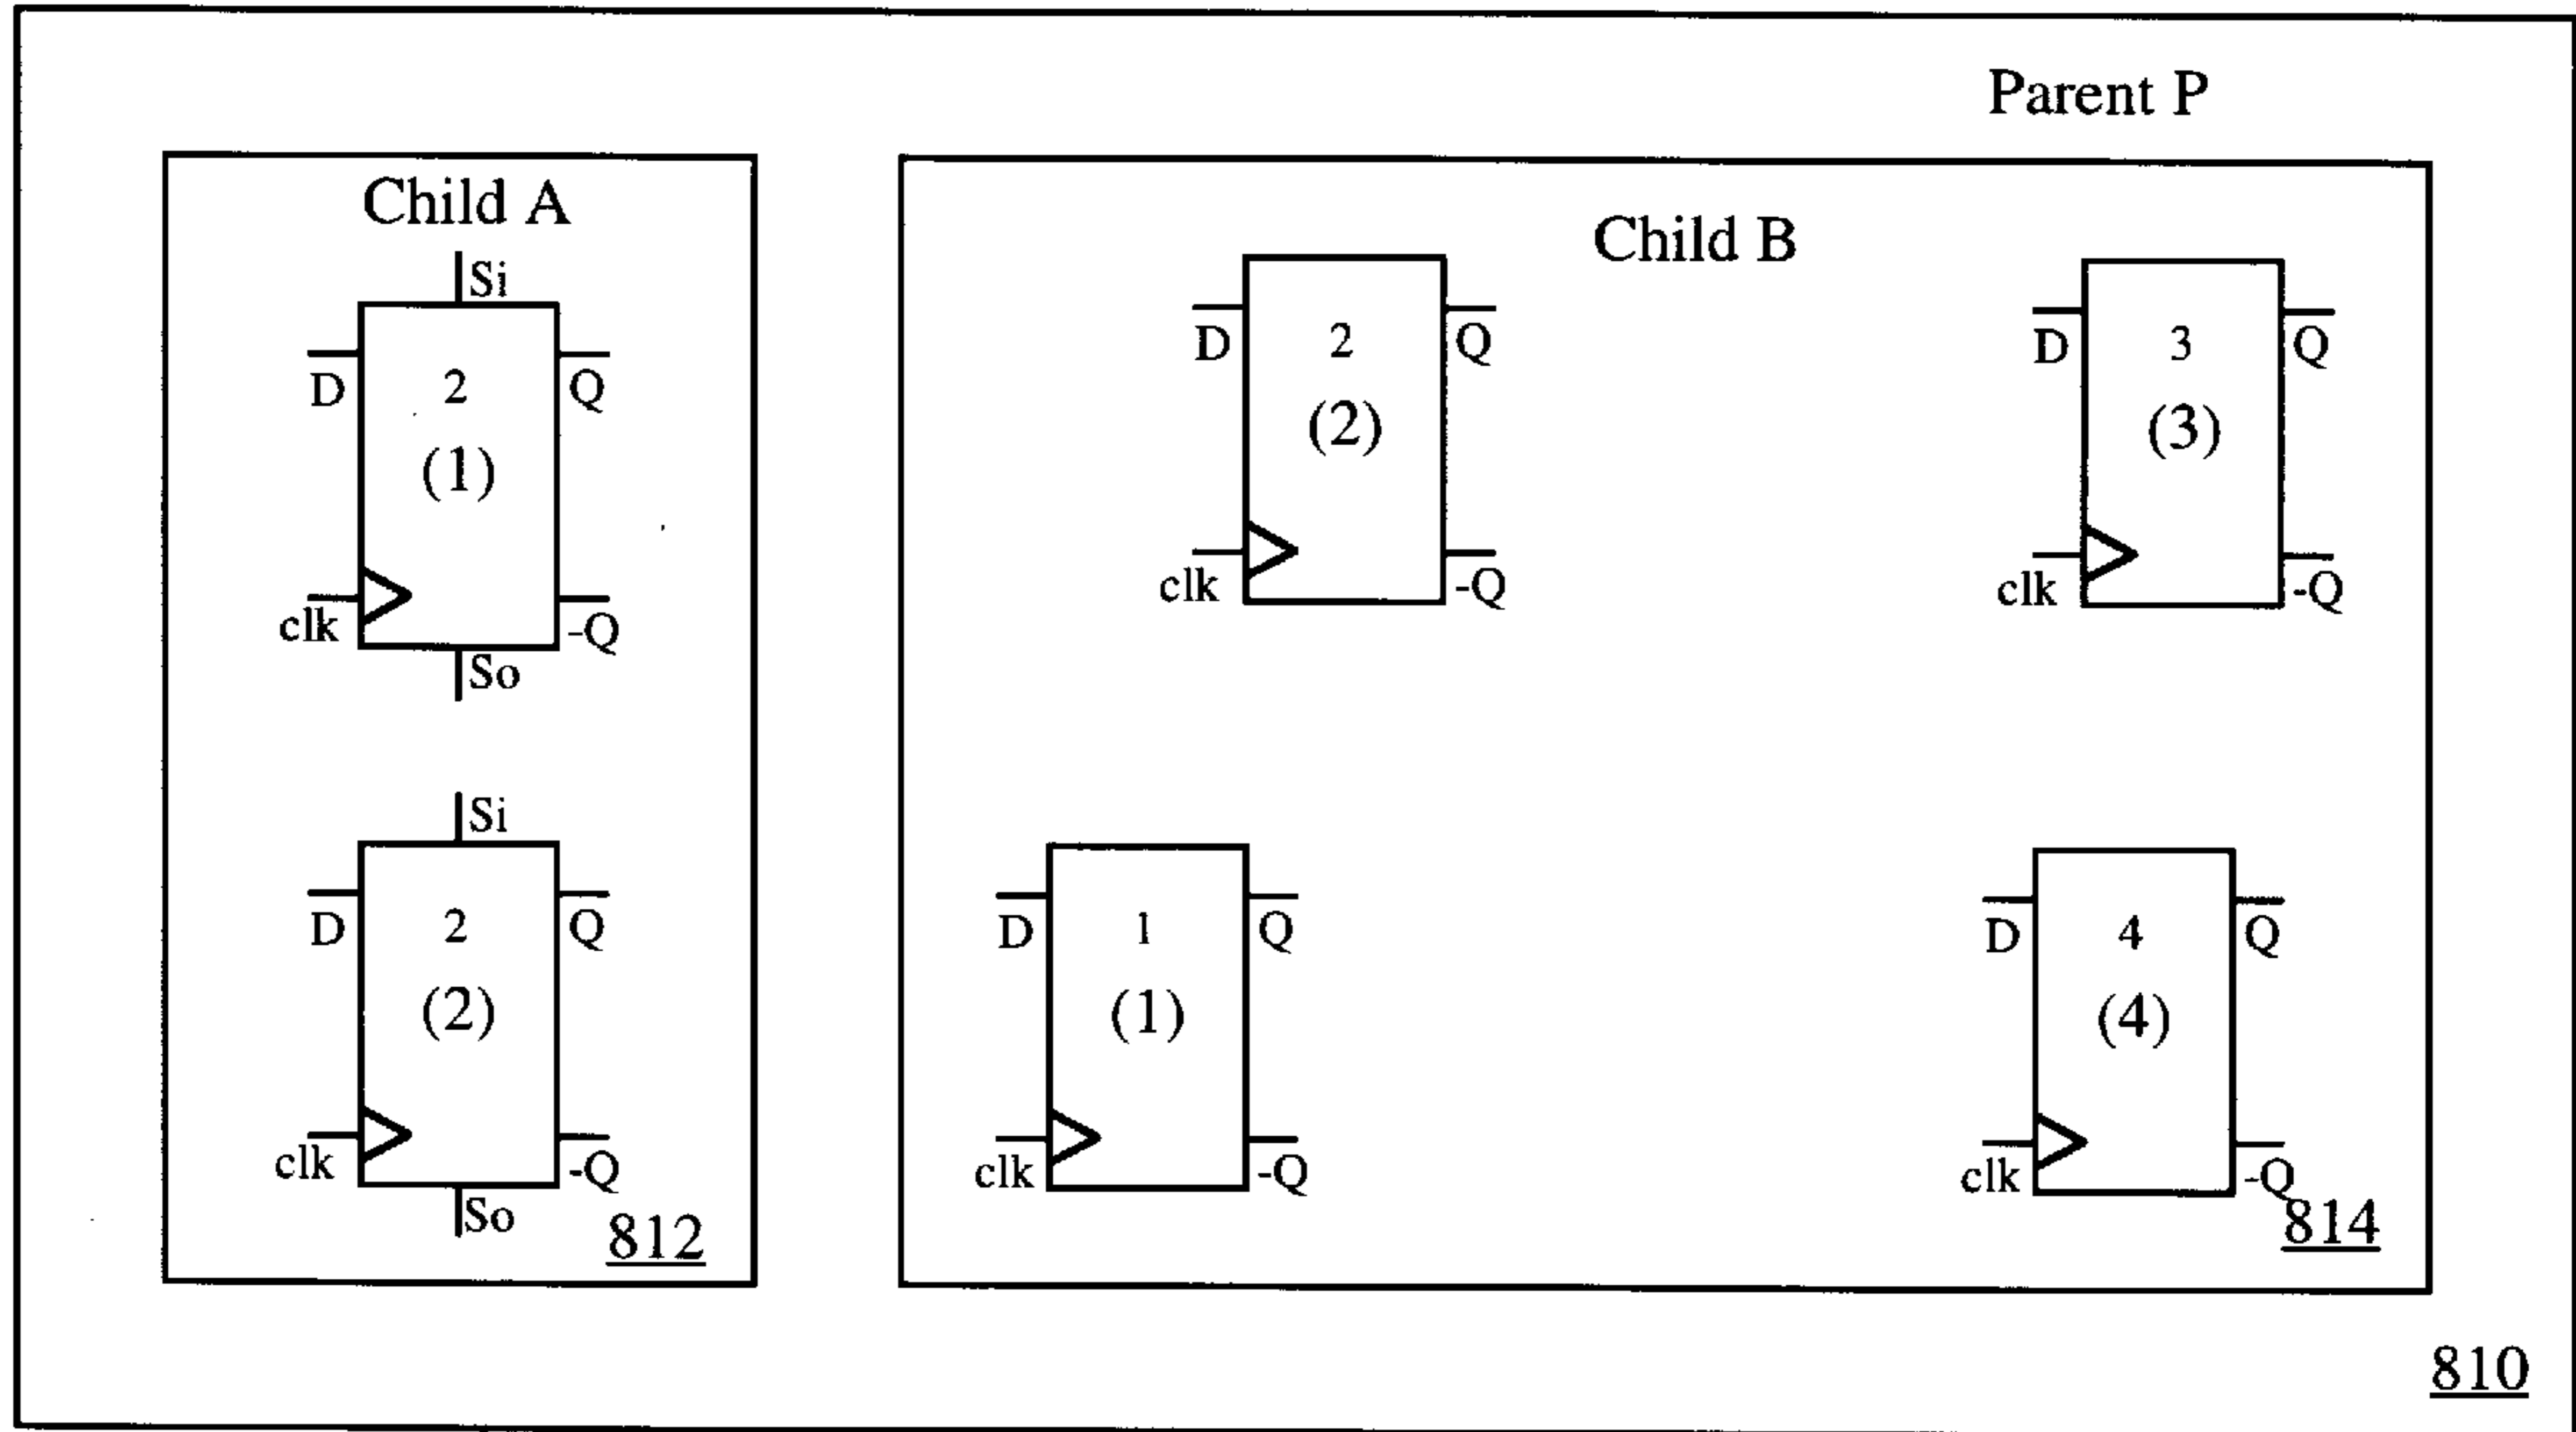 Parent P
Child A
Si
D
2
Q
(1)
clk
-Q
So
Si
D
2
Q
(2)
clk
-Q
So
812
Child B
D
2
Q
(2)
clk
-Q
D
3
Q
(3)
clk
-Q
D
1
Q
(1)
clk
-Q
D
4
Q
(4)
clk
-Q
814
810